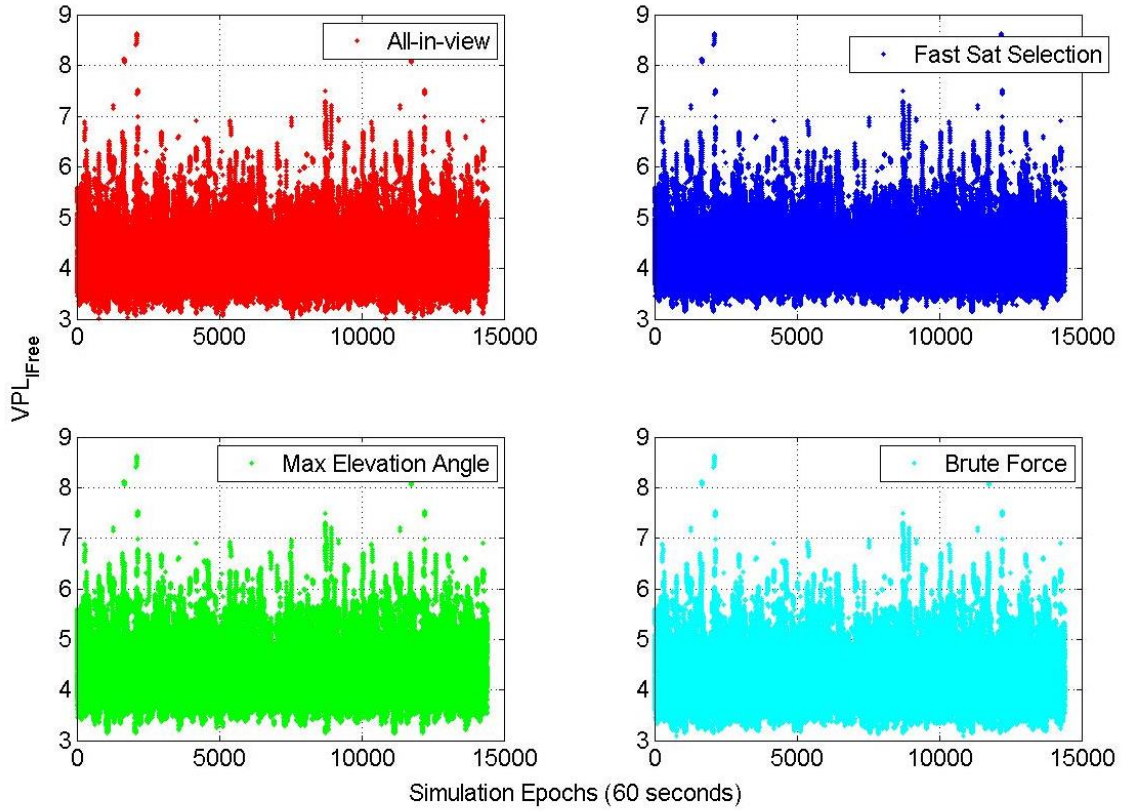 9
8
7
6
5
4
3
0 5000 10000 15000
All-in-view
9
8
7
6
5
4
3
0 5000 10000 15000
Fast Sat Selection
VPL_IFree
9
8
7
6
5
4
3
0 5000 10000 15000
Max Elevation Angle
9
8
7
6
5
4
3
0 5000 10000 15000
Brute Force
Simulation Epochs (60 seconds)